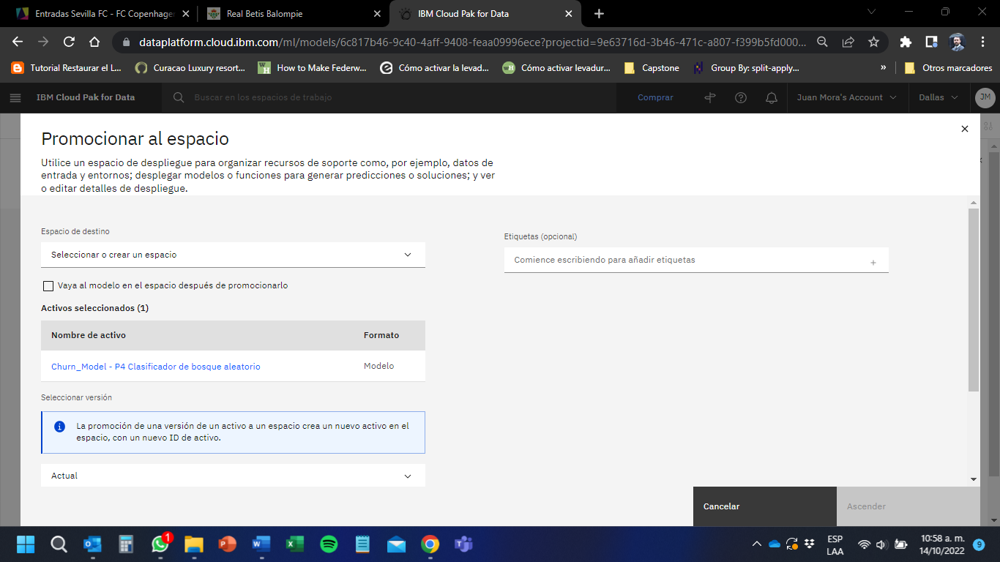 Entradas Sevilla FC - FC Copenhage
Real Betis Balompie
IBM Cloud Pak for Data
dataplatform.cloud.ibm.com/ml/models/6c817b46-9c40-4aff-9408-feaa09996ece?projectid=9e63716d-3b46-471c-a807-f399b5fd000...
Tutorial Restaurar el L...
Curacao Luxury resort...
How to Make Federw...
Cómo activar la levad...
Cómo activar levadur...
Capstone
Group By: split-apply...
»
Otros marcadores
IBM Cloud Pak for Data
Buscar en los espacios de trabajo
Comprar
Juan Mora's Account
Dallas
JM
Promocionar al espacio
Utilice un espacio de despliegue para organizar recursos de soporte como, por ejemplo, datos de
entrada y entornos; desplegar modelos o funciones para generar predicciones o soluciones; y ver
o editar detalles de despliegue.
Espacio de destino
Seleccionar o crear un espacio
Etiquetas (opcional)
Comience escribiendo para añadir etiquetas
Vaya al modelo en el espacio después de promocionarlo
Activos seleccionados (1)
Nombre de activo Formato
Churn_Model - P4 Clasificador de bosque aleatorio Modelo
Seleccionar versión
La promoción de una versión de un activo a un espacio crea un nuevo activo en el
espacio, con un nuevo ID de activo.
Actual
Cancelar
Ascender
1
ESP
LAA
10:58 a. m.
14/10/2022
9